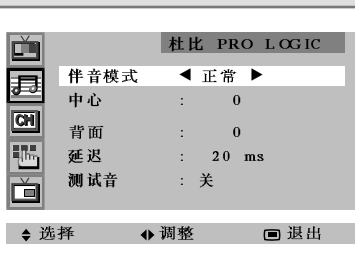 杜比 PRO LOGIC
伴音模式 ◀ 正常 ▶
中心 : 0
CH
背面 : 0
延迟 : 20 ms
测试音 : 关
选择 调整 退出